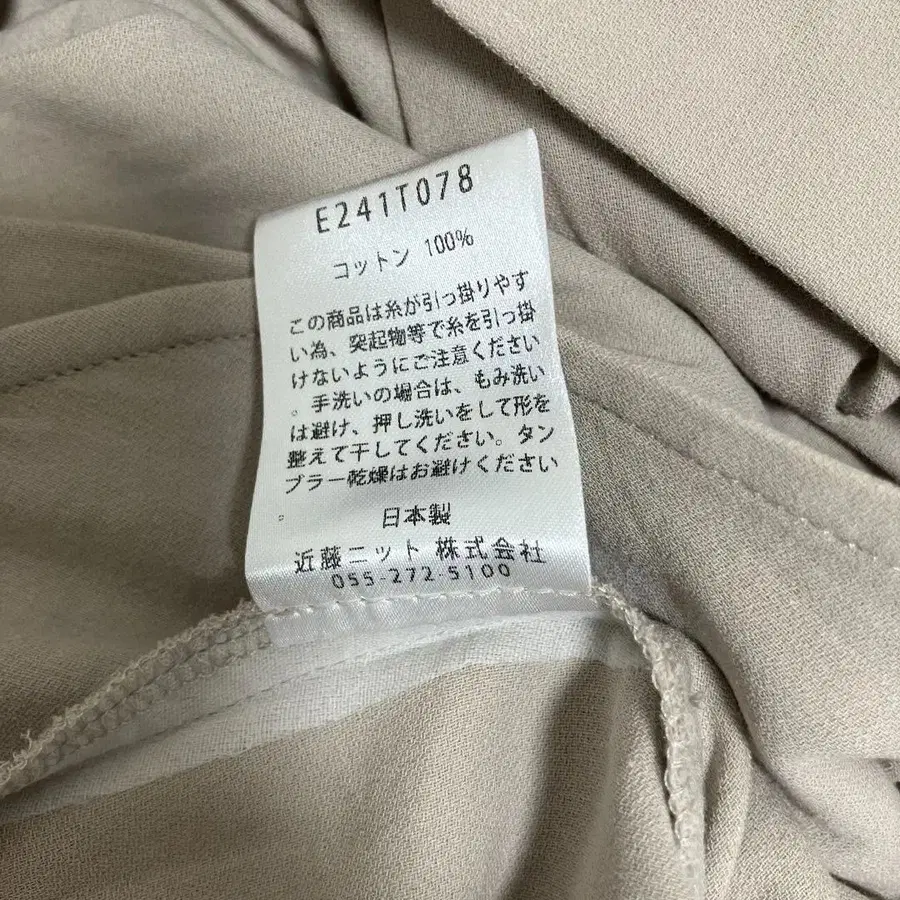 E241T078
コットン 100%
この商品は糸が引っ掛りやす
い為、突起物等で糸を引っ掛
けないようにご注意ください
。手洗いの場合は、もみ洗い
は避け、押し洗いをして形を
整えて干してください。タン
ブラー乾燥はお避けください
。
日本製
近藤ニット 株式会社
055-272-5100